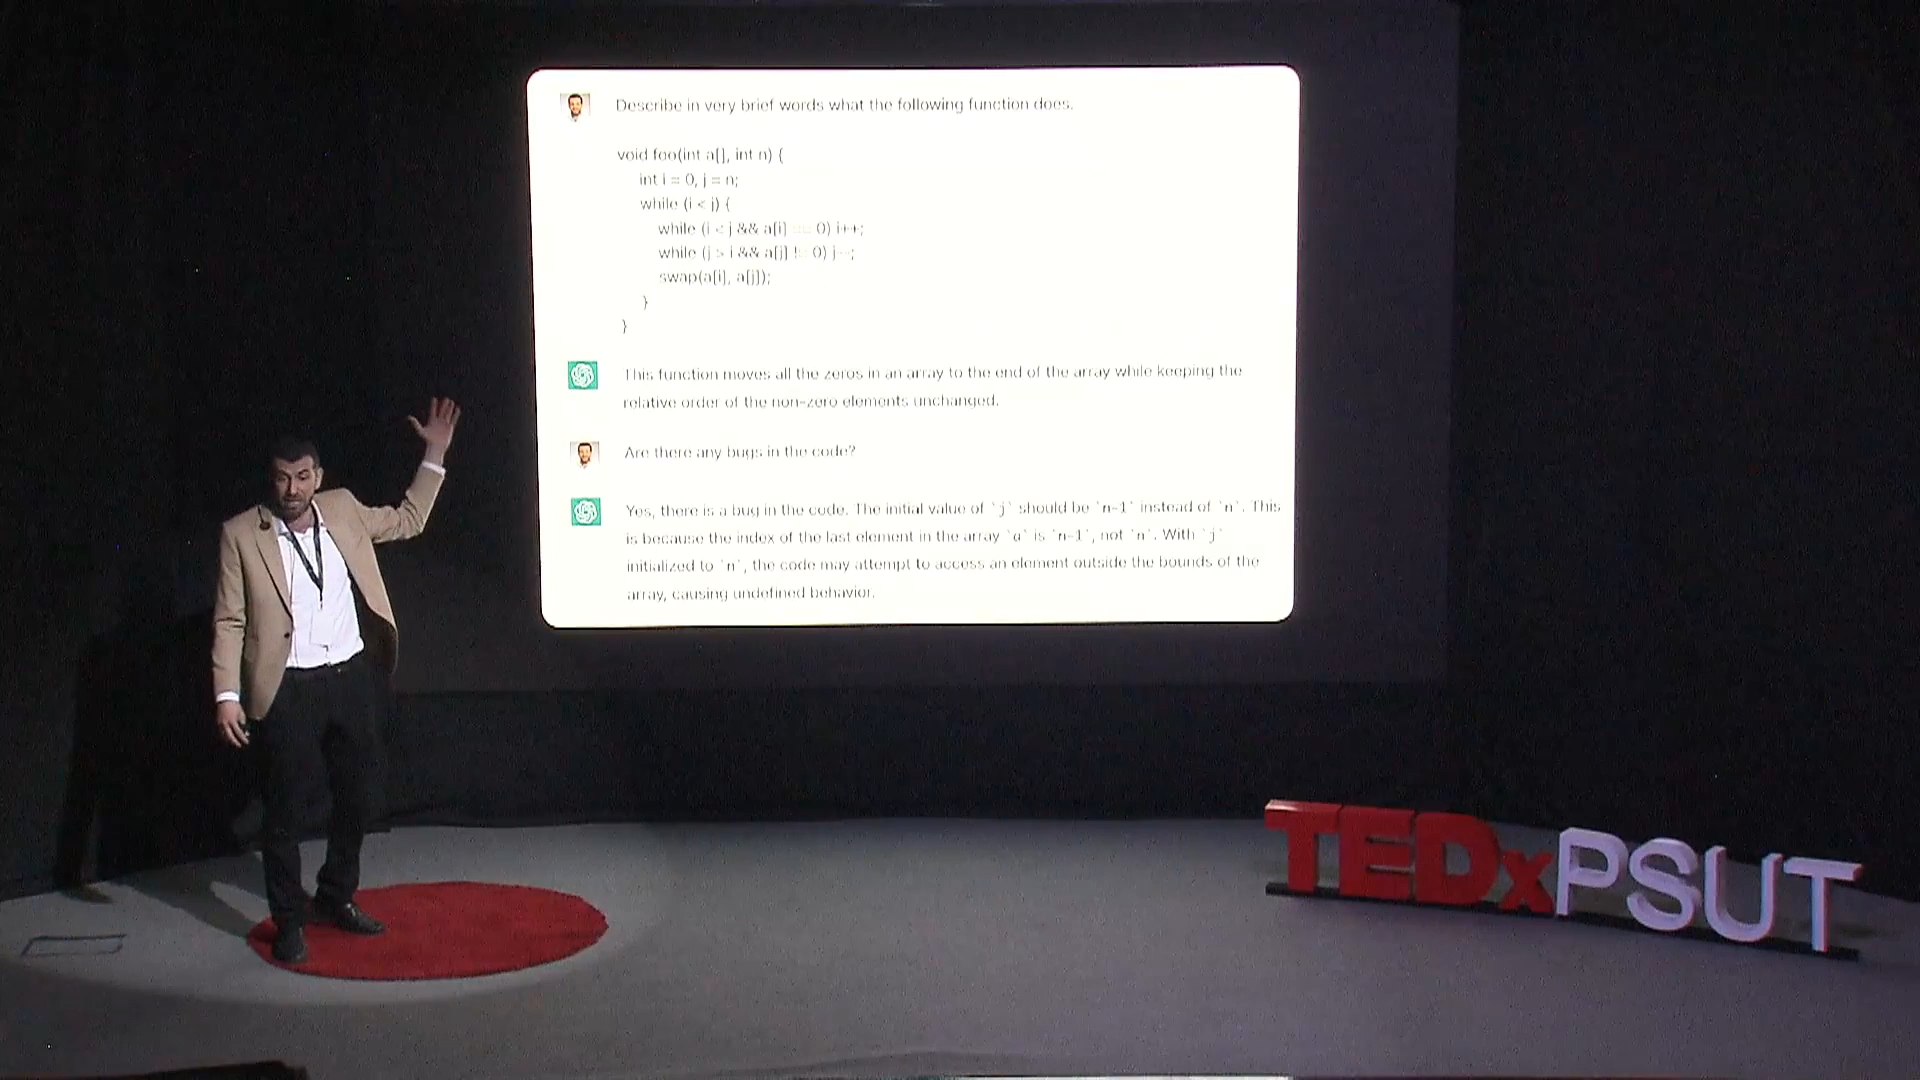 Describe in very brief words what the following function does.
void foo(int a[], int n) {
int i = 0, j = n;
while (i < j) {
while (i < j && a[i] == 0) i++;
while (j > i && a[j] != 0) j--;
swap(a[i], a[j]);
}
}
This function moves all the zeros in an array to the end of the array while keeping the
relative order of the non-zero elements unchanged.
Are there any bugs in the code?
Yes, there is a bug in the code. The initial value of `j` should be `n-1` instead of `n`. This
is because the index of the last element in the array `a` is `n-1`, not `n`. With `j`
initialized to `n`, the code may attempt to access an element outside the bounds of the
array, causing undefined behavior.
TEDxPSUT